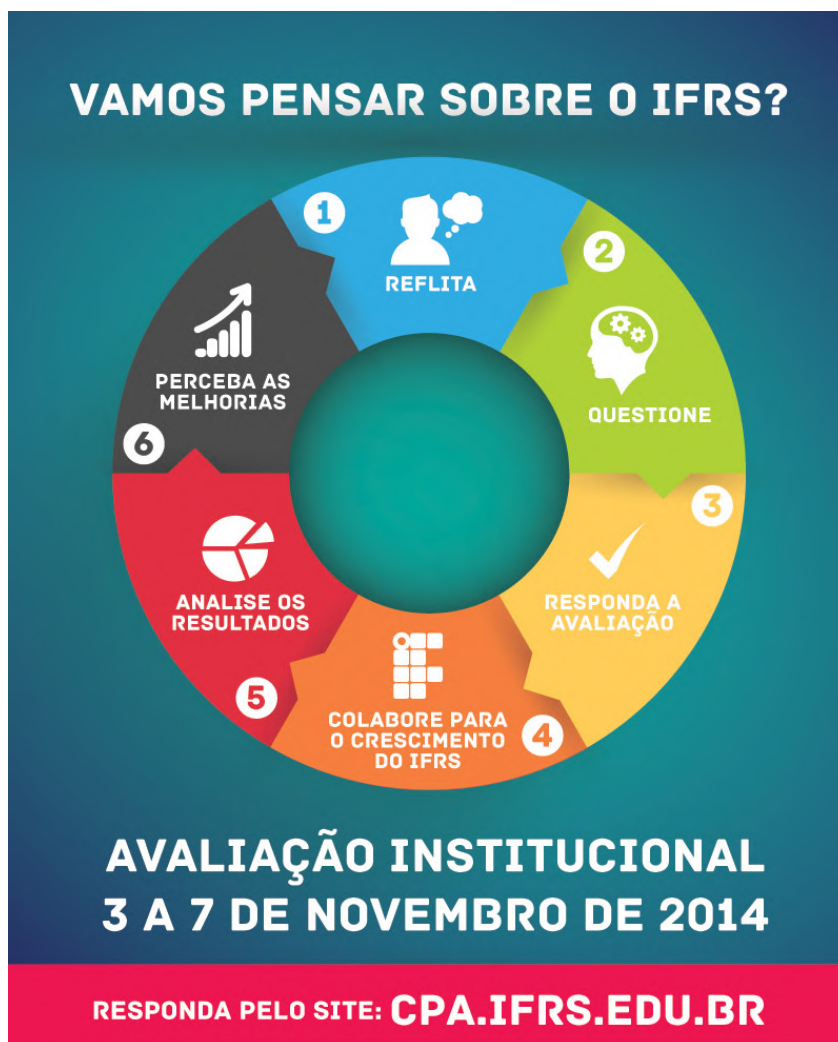 VAMOS PENSAR SOBRE O IFRS?
1
REFLITA
2
QUESTIONE
3
RESPONDA A
AVALIAÇÃO
4
COLABORE PARA
O CRESCIMENTO
DO IFRS
5
ANALISE OS
RESULTADOS
6
PERCEBA AS
MELHORIAS
AVALIAÇÃO INSTITUCIONAL
3 A 7 DE NOVEMBRO DE 2014
RESPONDA PELO SITE: CPA.IFRS.EDU.BR